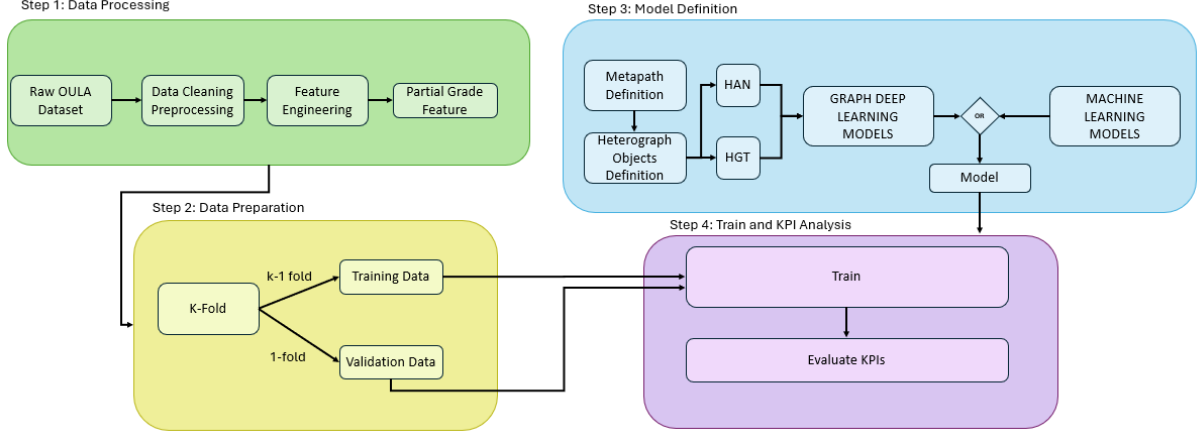 Step 1: Data Processing
Raw OULA
Dataset
Data Cleaning
Preprocessing
Feature
Engineering
Partial Grade
Feature
Step 2: Data Preparation
K-Fold
k-1 fold
1-fold
Training Data
Validation Data
Step 3: Model Definition
Metapath
Definition
Heterograph
Objects
Definition
HAN
HGT
GRAPH DEEP
LEARNING
MODELS
OR
MACHINE
LEARNING
MODELS
Model
Step 4: Train and KPI Analysis
Train
Evaluate KPIs